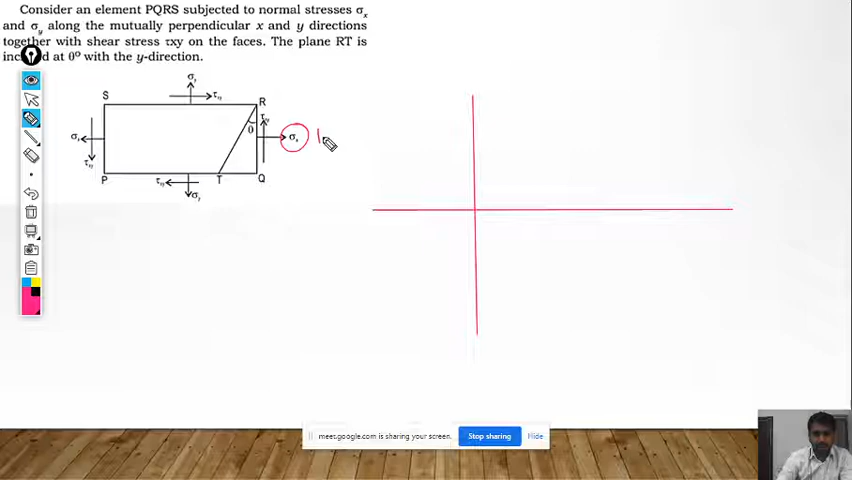 Consider an element PQRS subjected to normal stresses σx
and σy along the mutually perpendicular x and y directions
together with shear stress τxy on the faces. The plane RT is
at θ° with the y-direction.
σy
S
τxy
R
τxy
θ
σx
σx
τxy
P
τxy
T
Q
σy
meet.google.com is sharing your screen.
Stop sharing
Hide